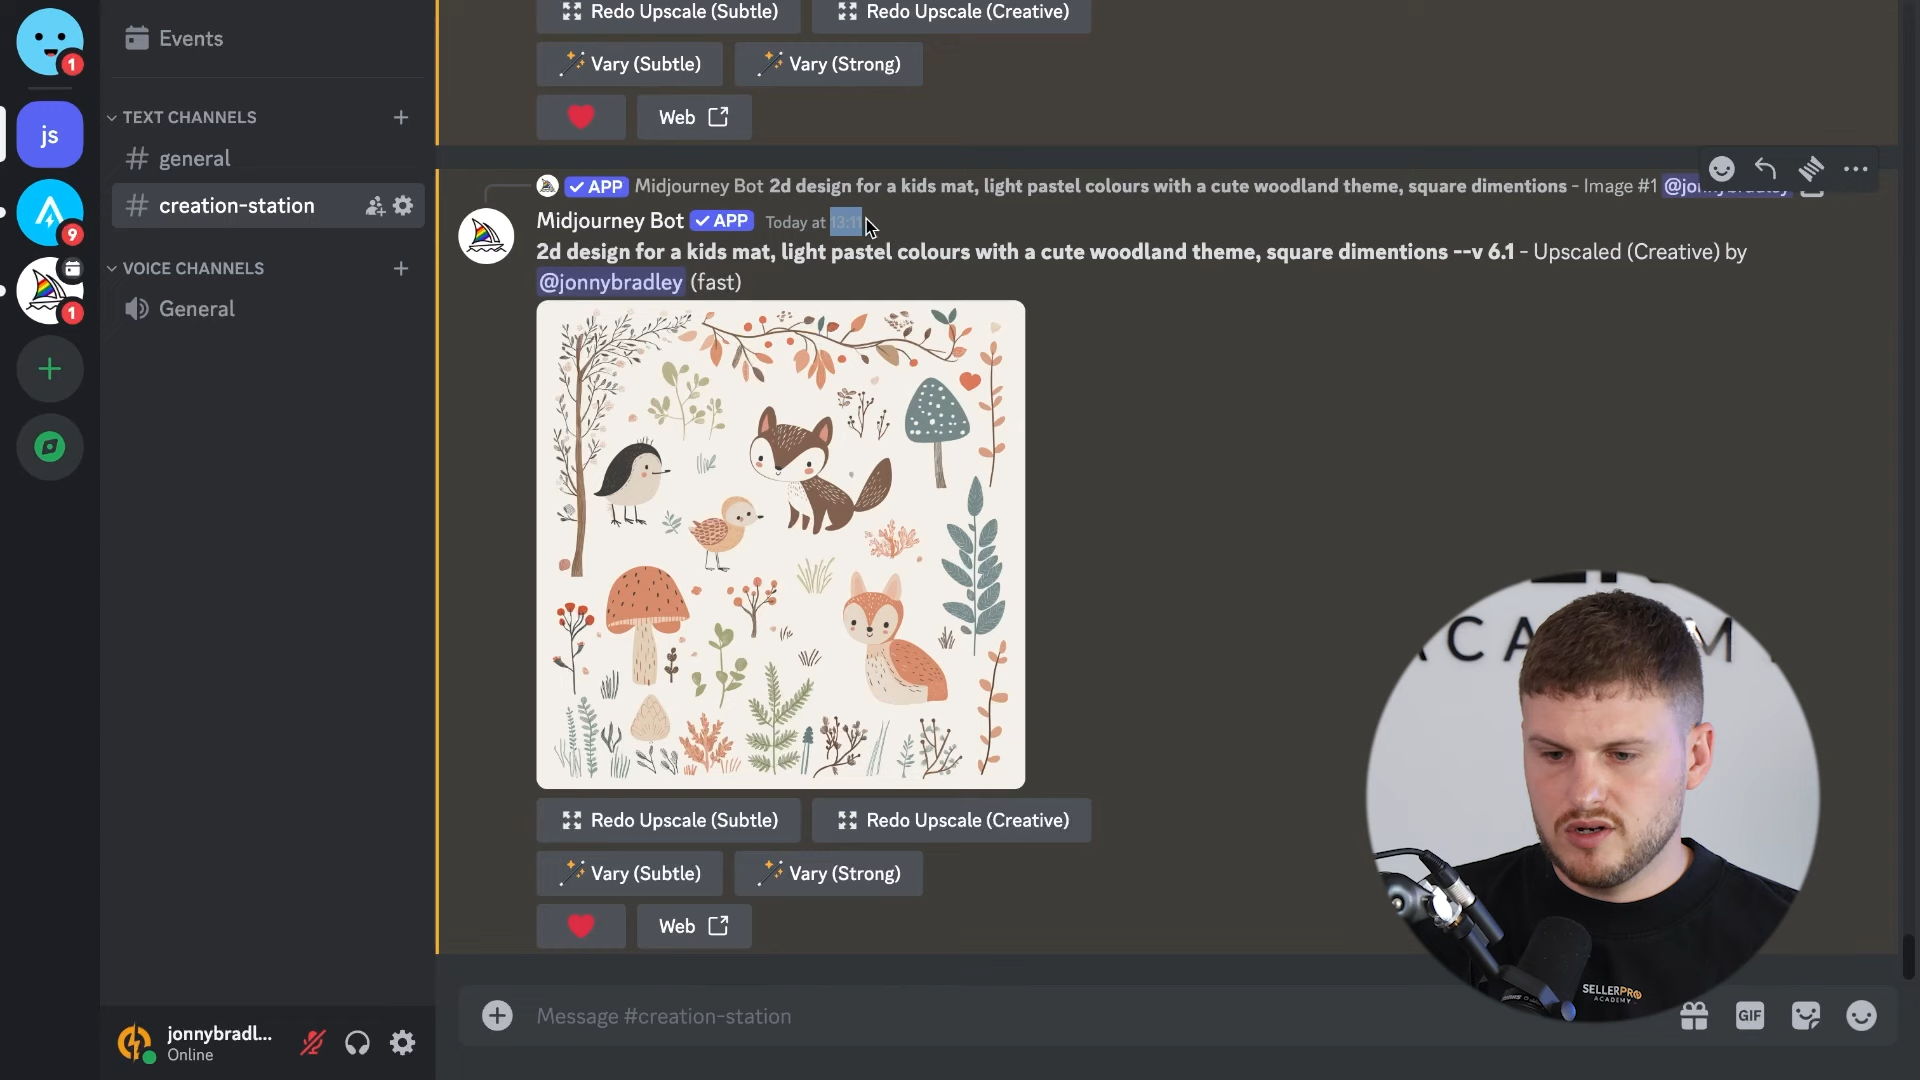 Redo Upscale (Subtle)
Redo Upscale (Creative)
Vary (Subtle)
Vary (Strong)
Web
1
Events
TEXT CHANNELS
general
creation-station
VOICE CHANNELS
General
js
9
1
APP Midjourney Bot 2d design for a kids mat, light pastel colours with a cute woodland theme, square dimentions - Image #1 @jonnybradley
Midjourney Bot APP Today at 13:11
2d design for a kids mat, light pastel colours with a cute woodland theme, square dimentions --v 6.1 - Upscaled (Creative) by
@jonnybradley (fast)
Redo Upscale (Subtle)
Redo Upscale (Creative)
Vary (Subtle)
Vary (Strong)
Web
Message #creation-station
GIF
jonnybradl...
Online
SELLERPRO
ACADEMY